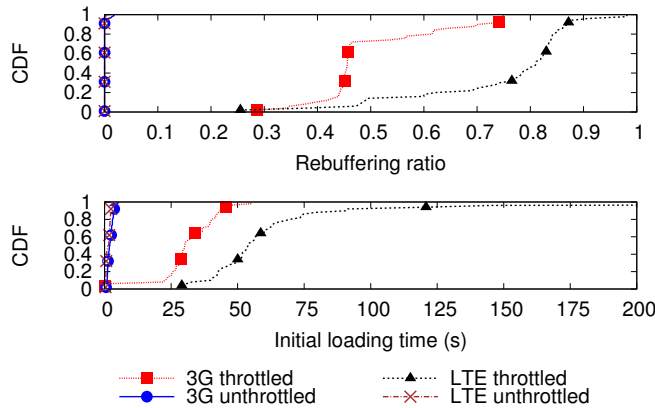 CDF
1
0.8
0.6
0.4
0.2
0
0 0.1 0.2 0.3 0.4 0.5 0.6 0.7 0.8 0.9 1
Rebuffering ratio
CDF
1
0.8
0.6
0.4
0.2
0
0 25 50 75 100 125 150 175 200
Initial loading time (s)
3G throttled LTE throttled
3G unthrottled LTE unthrottled